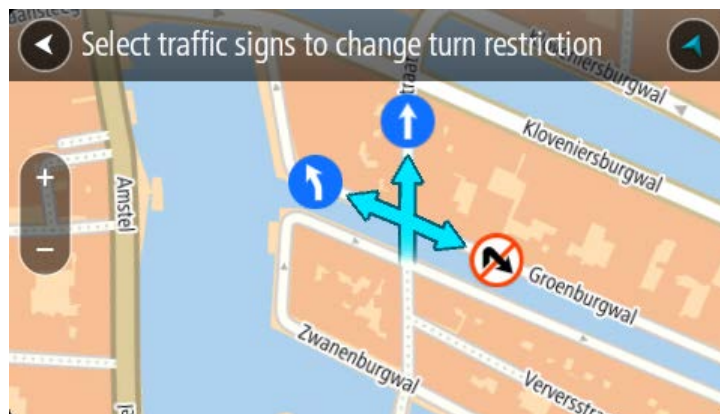 Select traffic signs to change turn restriction
Kloveniersburgwal
Amstel
Groenburgwal
Zwanenburgwal
+
-